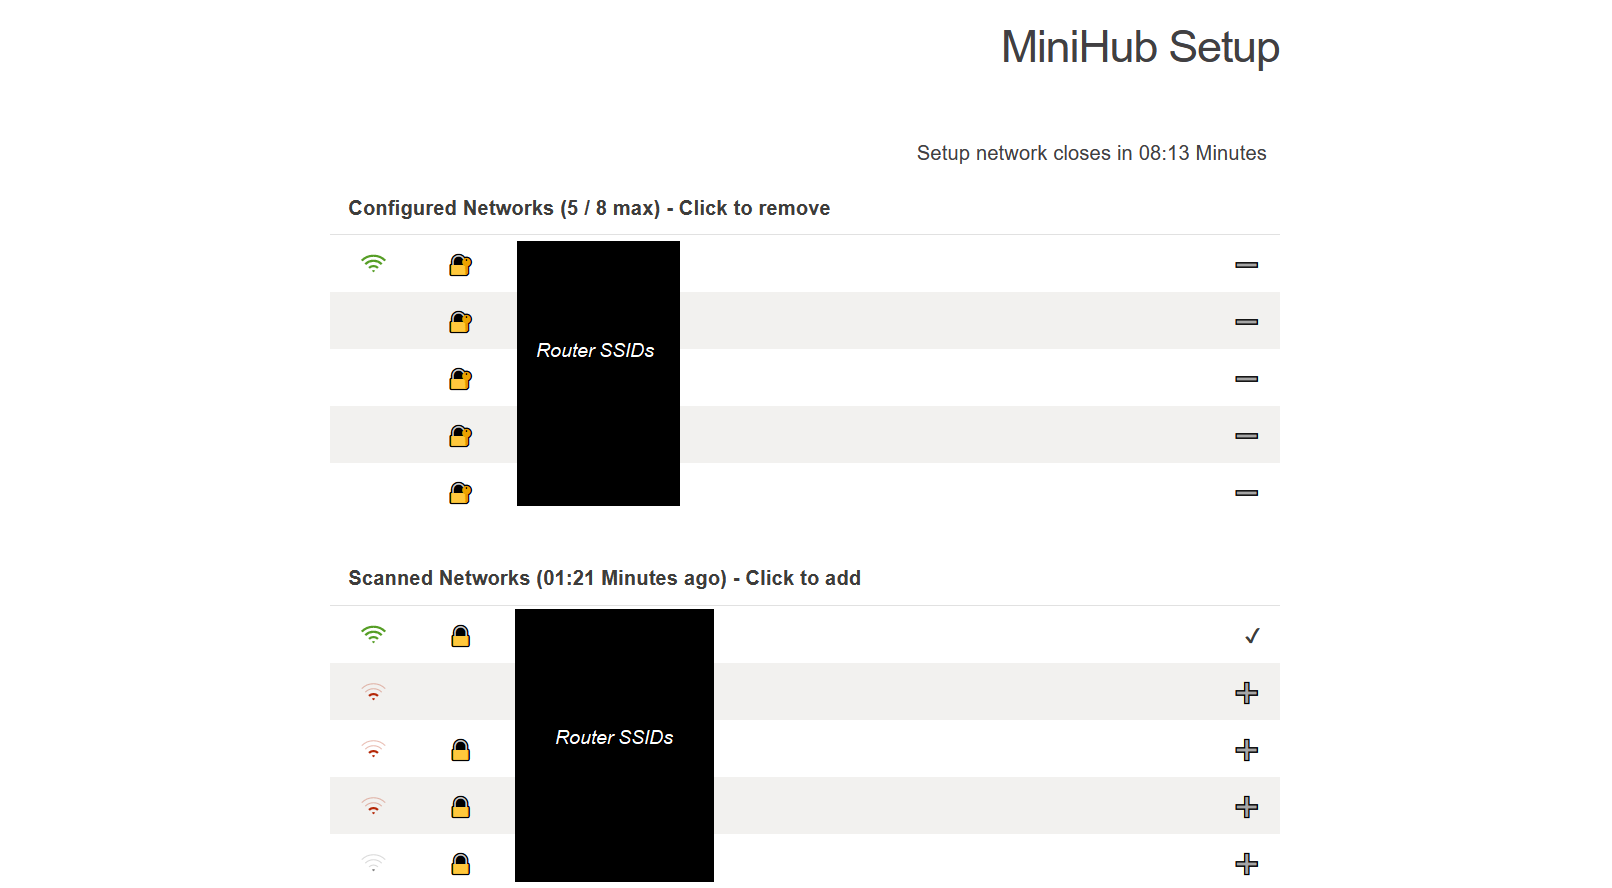 MiniHub Setup
Setup network closes in 08:13 Minutes
Configured Networks (5 / 8 max) - Click to remove
Router SSIDs
Scanned Networks (01:21 Minutes ago) - Click to add
Router SSIDs